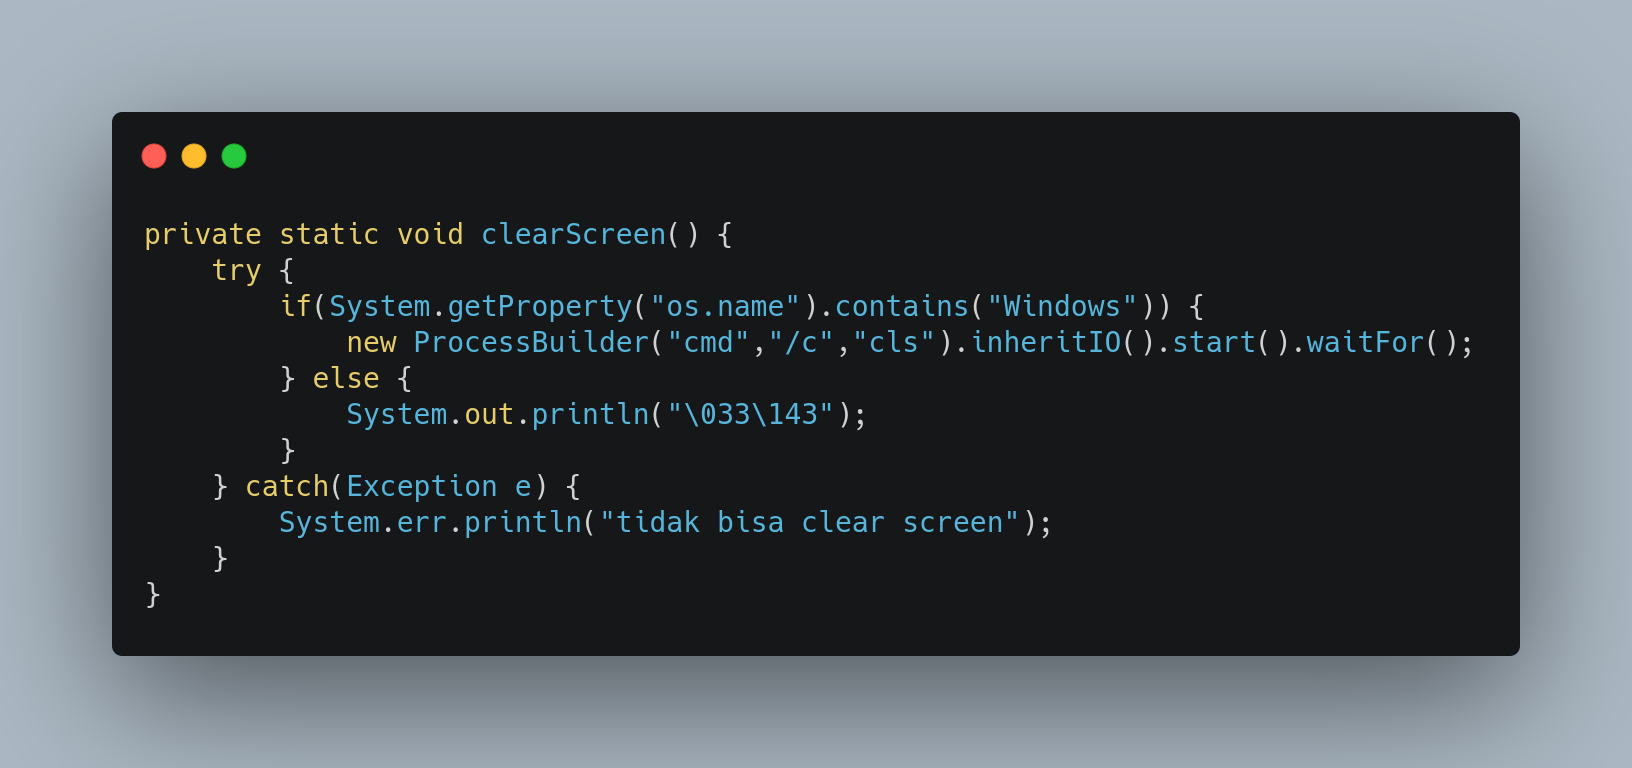 private static void clearScreen() {
    try {
        if(System.getProperty("os.name").contains("Windows")) {
            new ProcessBuilder("cmd","/c","cls").inheritIO().start().waitFor();
        } else {
            System.out.println("\033\143");
        }
    } catch(Exception e) {
        System.err.println("tidak bisa clear screen");
    }
}